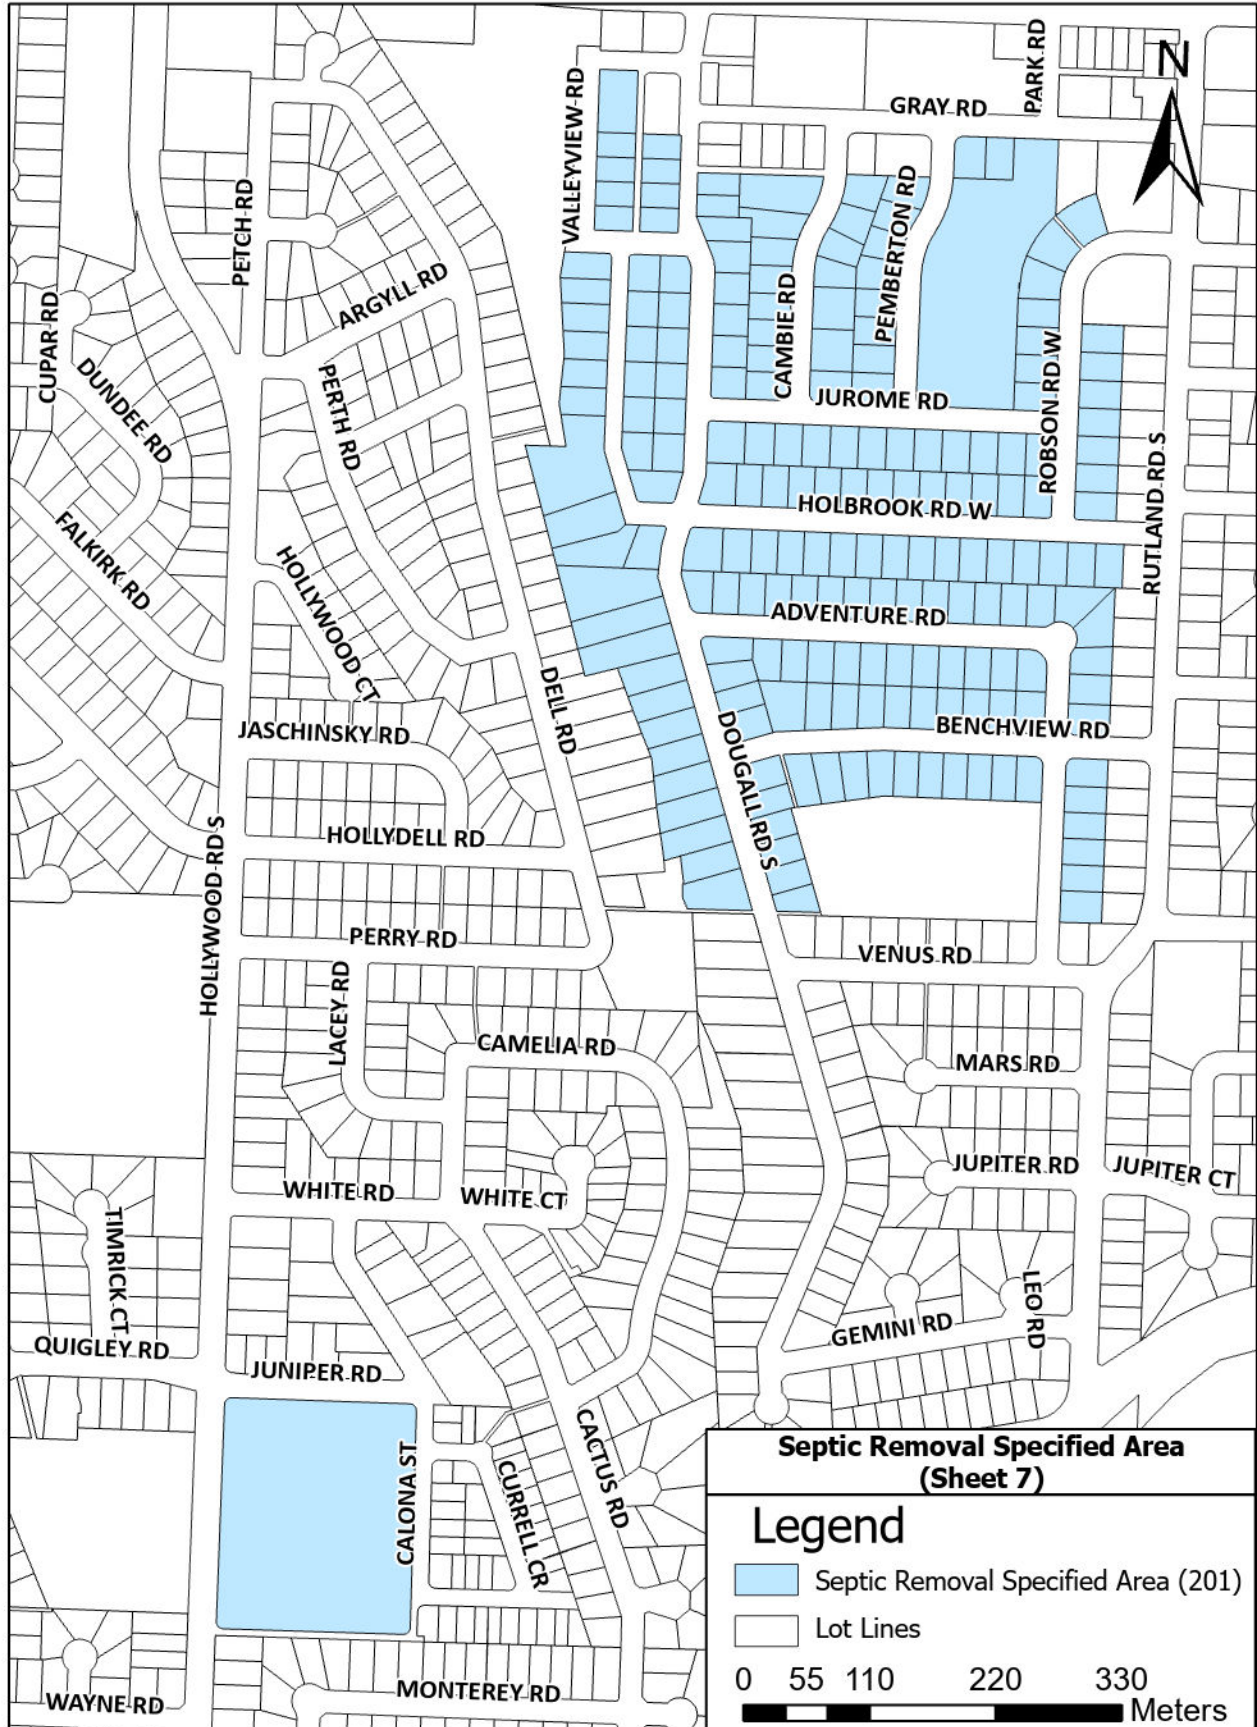 PARK RD
N
GRAY RD
VALLEYVIEW RD
PETCH RD
PEMBERTON RD
ARGYLL RD
CUPAR RD
CAMBIE RD
DUNDEE RD
PERTH RD
JUROME RD
ROBSON RD W
RUTLAND RD S
HOLBROOK RD W
FALKIRK RD
HOLLYWOOD CT
ADVENTURE RD
DELL RD
JASCHINSKY RD
DOUGALL RD S
BENCHVIEW RD
HOLLYDELL RD
HOLLYWOOD RD S
PERRY RD
VENUS RD
LACEY RD
CAMELIA RD
MARS RD
JUPITER RD
JUPITER CT
WHITE RD
WHITE CT
TIMRICK CT
LEO RD
GEMINI RD
QUIGLEY RD
JUNIPER RD
CACTUS RD
CALONA ST
CURRELL CR
MONTEREY RD
WAYNE RD
Septic Removal Specified Area
(Sheet 7)
Legend
Septic Removal Specified Area (201)
Lot Lines
0 55 110 220 330
Meters